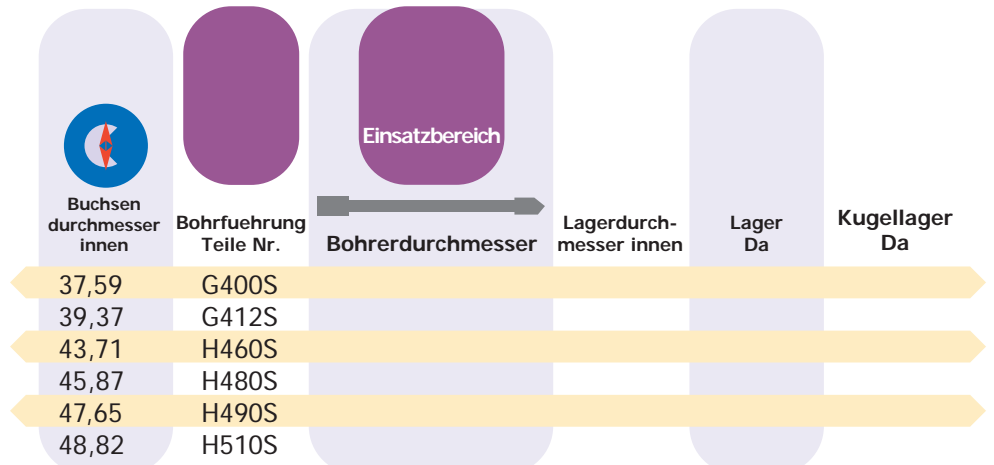 Einsatzbereich
Buchsen
durchmesser
innen
Bohrfuehrung
Teile Nr.
Bohrerdurchmesser
Lagerdurch-
messer innen
Lager
Da
Kugellager
Da
37,59 G400S
39,37 G412S
43,71 H460S
45,87 H480S
47,65 H490S
48,82 H510S